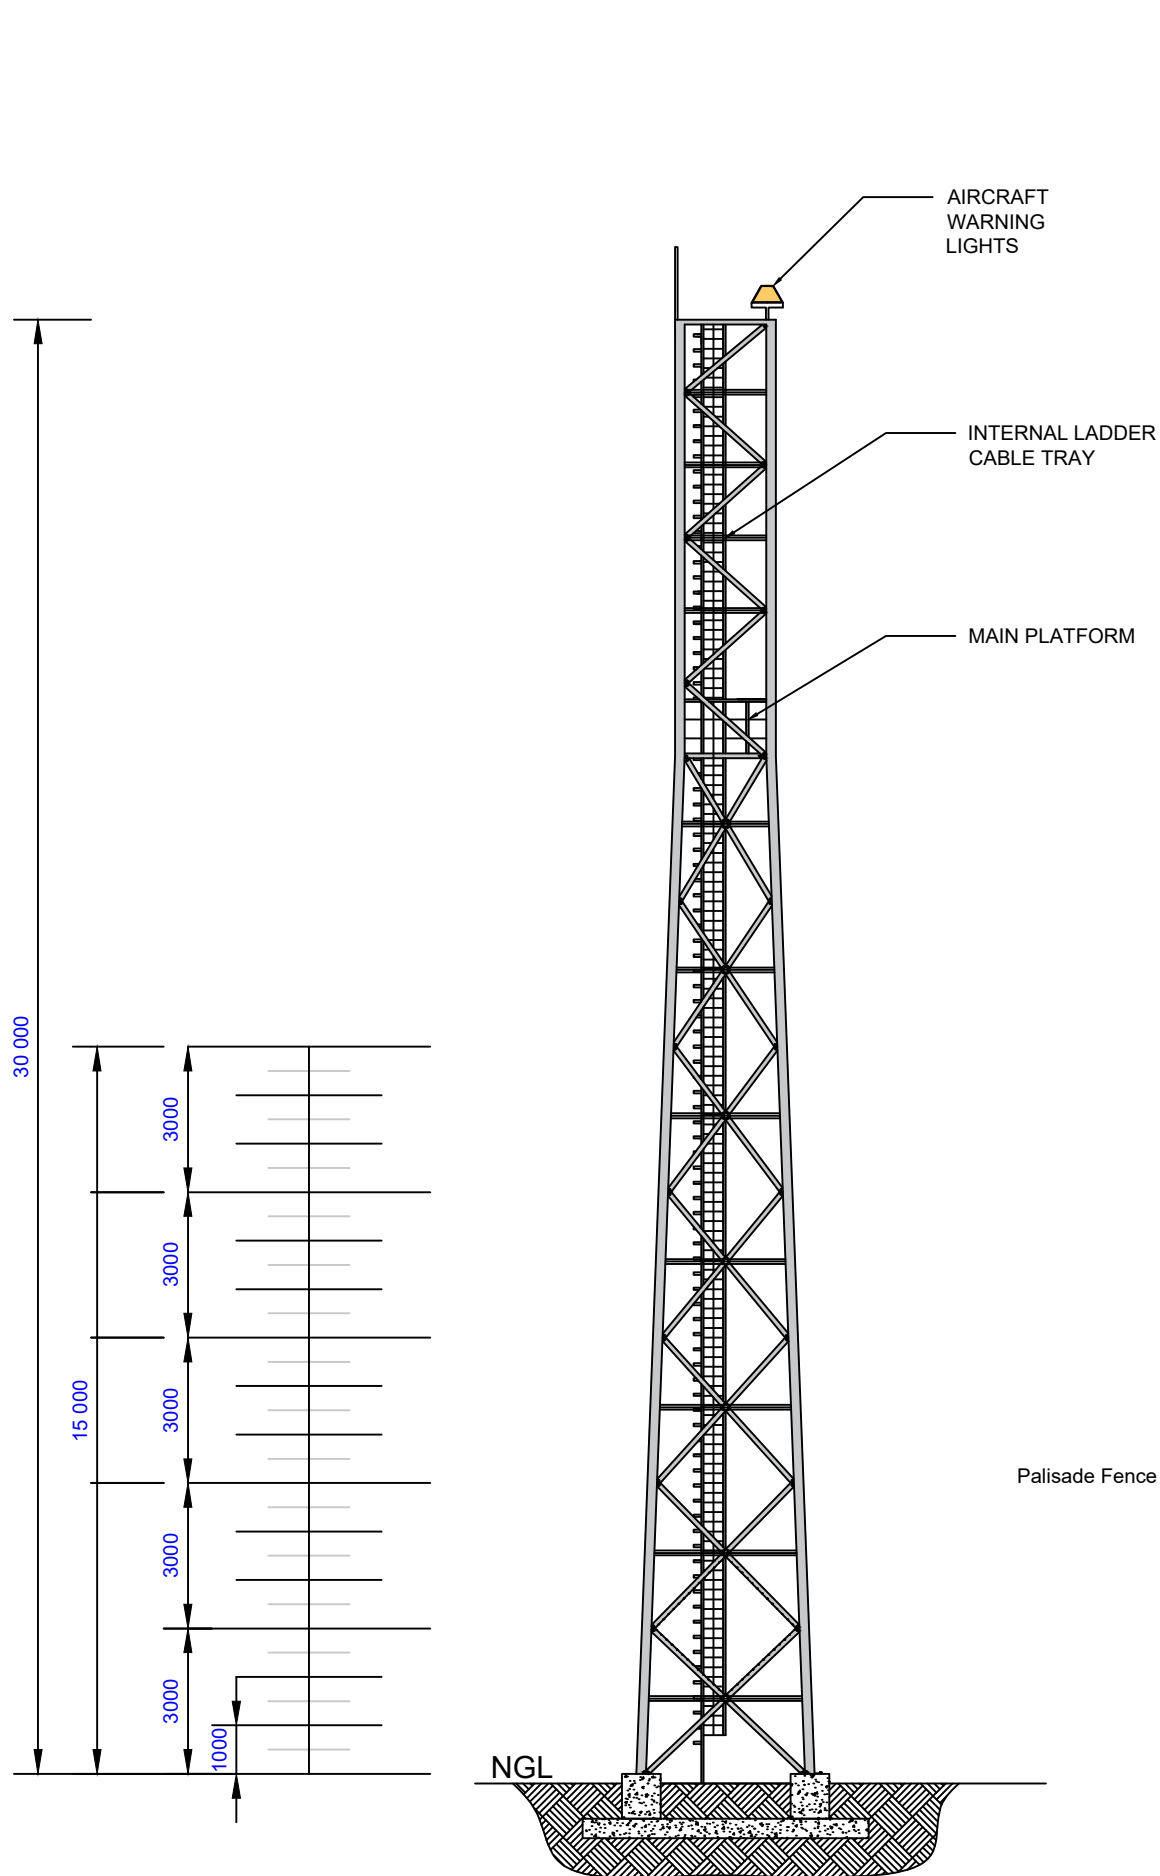 AIRCRAFT
WARNING
LIGHTS
INTERNAL LADDER
CABLE TRAY
MAIN PLATFORM
30 000
15 000
3000
3000
3000
3000
3000
1000
Palisade Fence
NGL